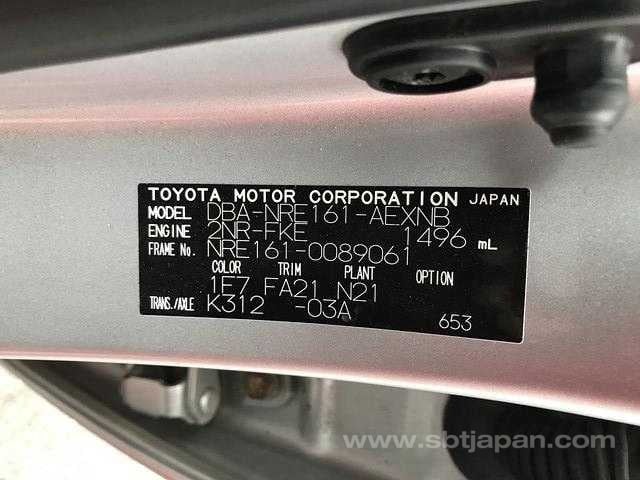 TOYOTA MOTOR CORPORATION JAPAN
MODEL DBA-NRE161-AEXNB
ENGINE 2NR-FKE 1496 mL
FRAME No. NRE161-0089061
COLOR TRIM PLANT OPTION
1F7 FA21 N21
TRANS./AXLE K312 -03A
653
www.sbtjapan.com